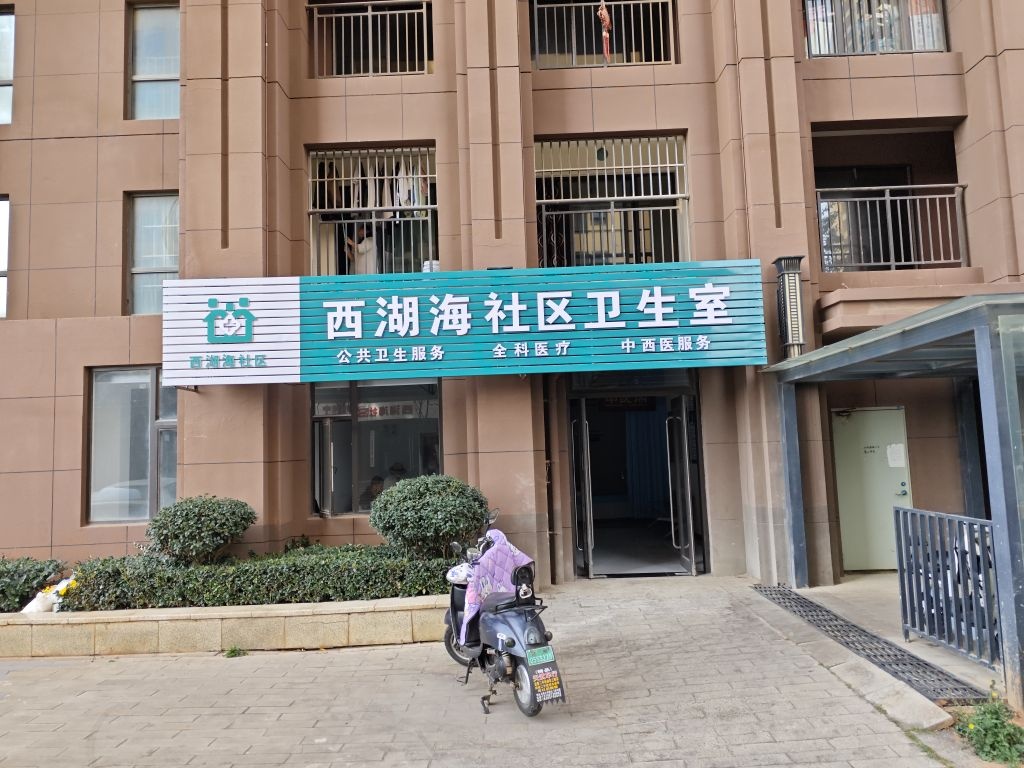 西湖海社区卫生室
西湖海社区
公共卫生服务 全科医疗 中西医服务